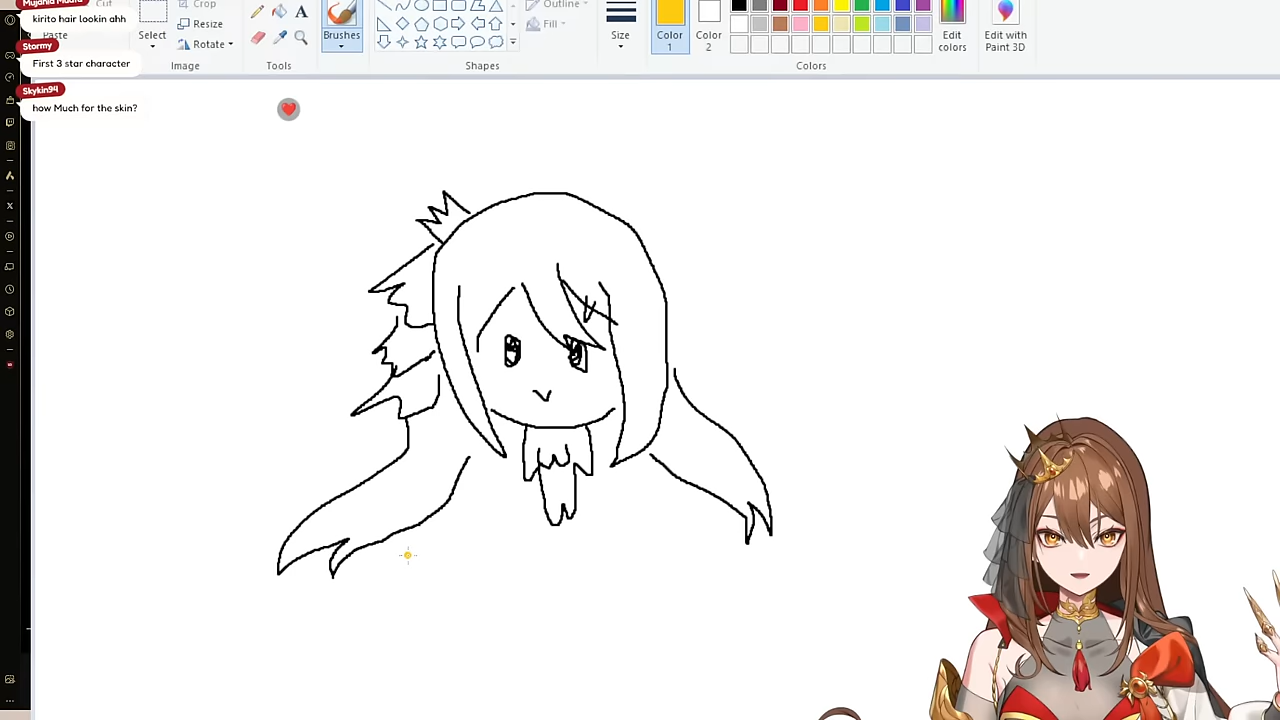 kirito hair lookin ahh
Stormy
First 3 star character
Skykin94
how Much for the skin?
Paste
Cut
Crop
Resize
Rotate
Select
Image
A
Tools
Brushes
Shapes
Outline
Fill
Size
Color
1
Color
2
Edit
colors
Edit with
Paint 3D
Colors